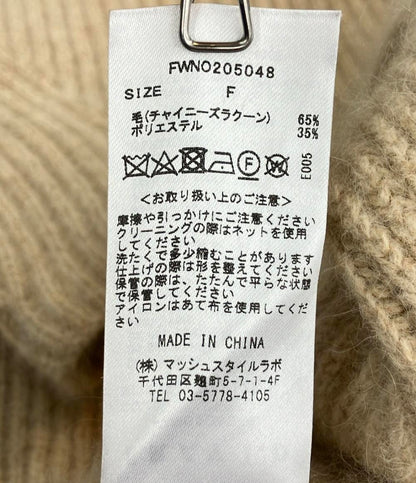 FWNO205048
SIZE F
毛(チャイニーズラクーン) 65%
ポリエステル 35%
E005
<お取り扱い上のご注意>
摩擦や引っかけにご注意ください
クリーニングの際はネットを使用
してください
洗たくで多少縮むことがあります
仕上げの際は形を整えてください
保管の際は、たたんで平らな状態
で保管してください
アイロンはあて布を使用してくだ
さい
MADE IN CHINA
(株)マッシュスタイルラボ
千代田区麹町5-7-1-4F
TEL 03-5778-4105